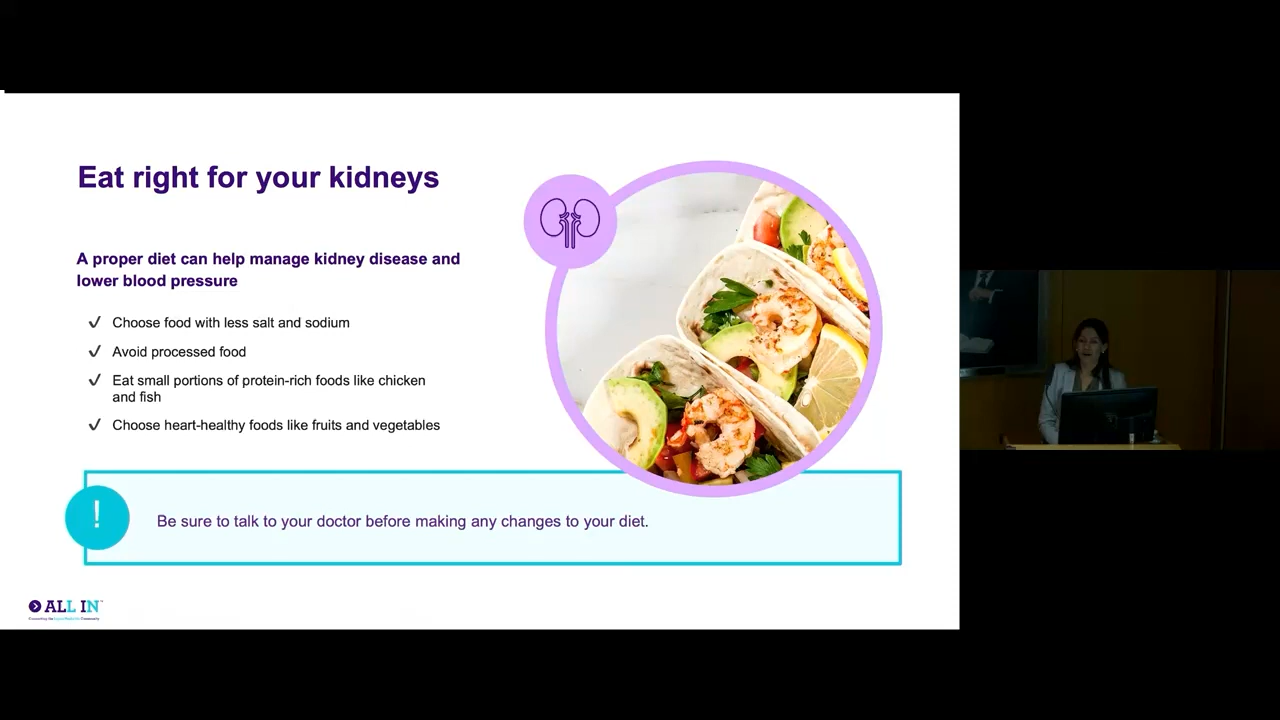 Eat right for your kidneys
A proper diet can help manage kidney disease and
lower blood pressure
✓ Choose food with less salt and sodium
✓ Avoid processed food
✓ Eat small portions of protein-rich foods like chicken
and fish
✓ Choose heart-healthy foods like fruits and vegetables
!
Be sure to talk to your doctor before making any changes to your diet.
ALL IN™